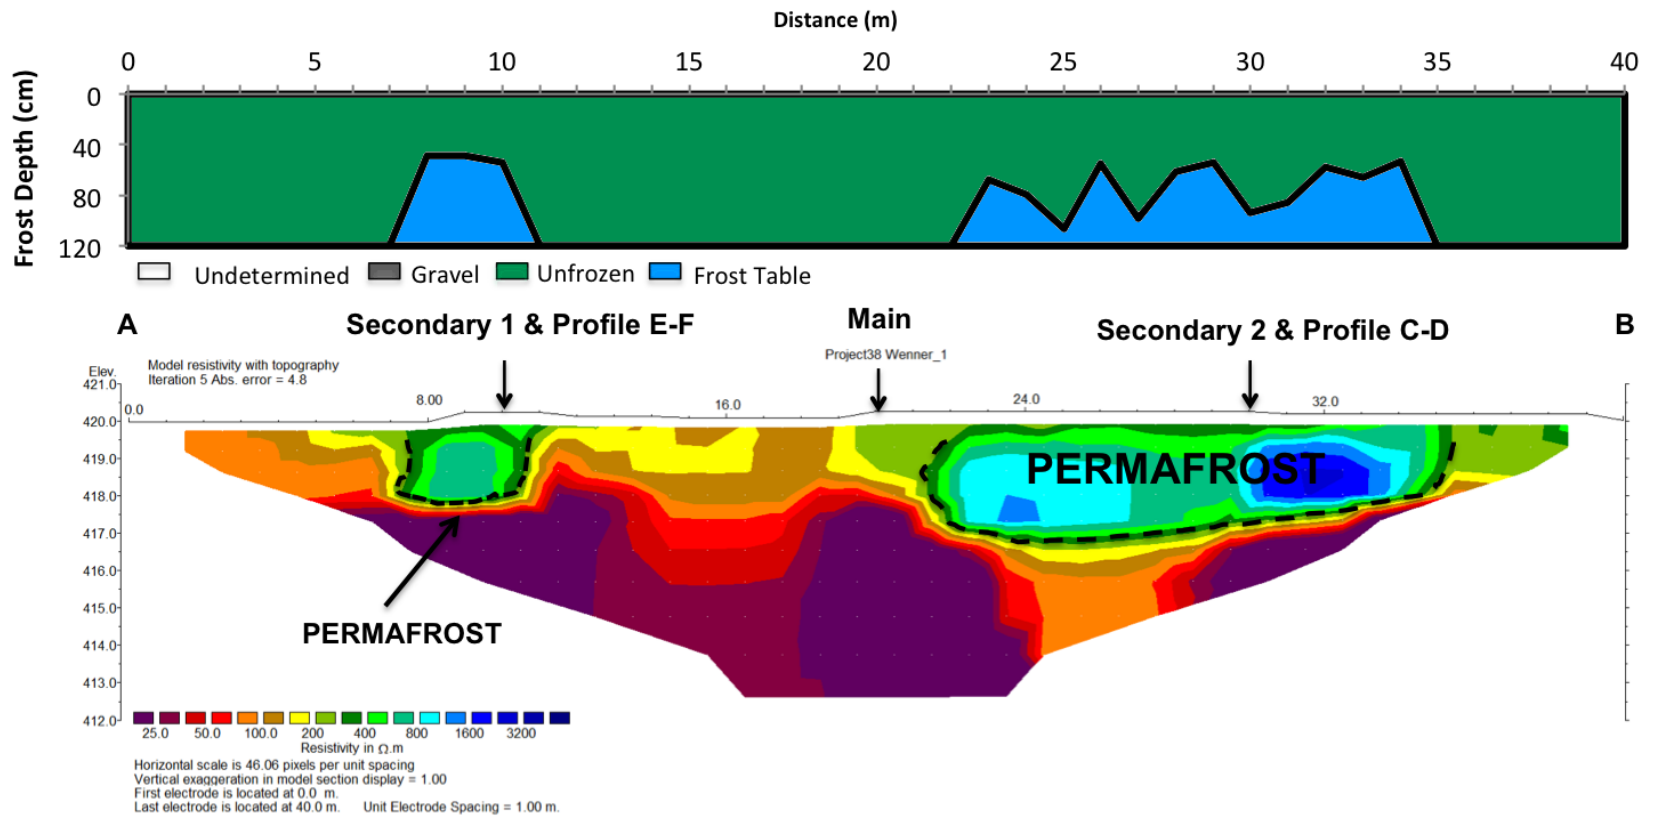 Distance (m)
0 5 10 15 20 25 30 35 40
Frost Depth (cm)
0
40
80
120
Undetermined Gravel Unfrozen Frost Table
A Secondary 1 & Profile E-F Main Secondary 2 & Profile C-D B
Project38 Wenner_1
Model resistivity with topography
Iteration 5 Abs. error = 4.8
Elev.
421.0
0.0 8.00 16.0 24.0 32.0
420.0
419.0
418.0
417.0
416.0
415.0
414.0
413.0
412.0
PERMAFROST
PERMAFROST
25.0 50.0 100.0 200 400 800 1600 3200
Resistivity in Ω.m
Horizontal scale is 46.06 pixels per unit spacing
Vertical exaggeration in model section display = 1.00
First electrode is located at 0.0 m.
Last electrode is located at 40.0 m. Unit Electrode Spacing = 1.00 m.